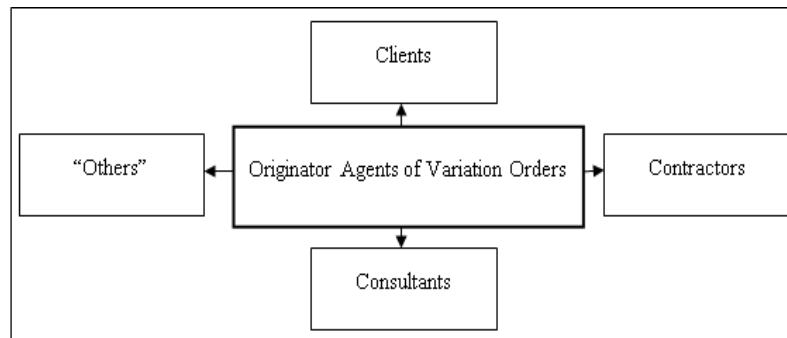 Clients
“Others”
Originator Agents of Variation Orders
Contractors
Consultants